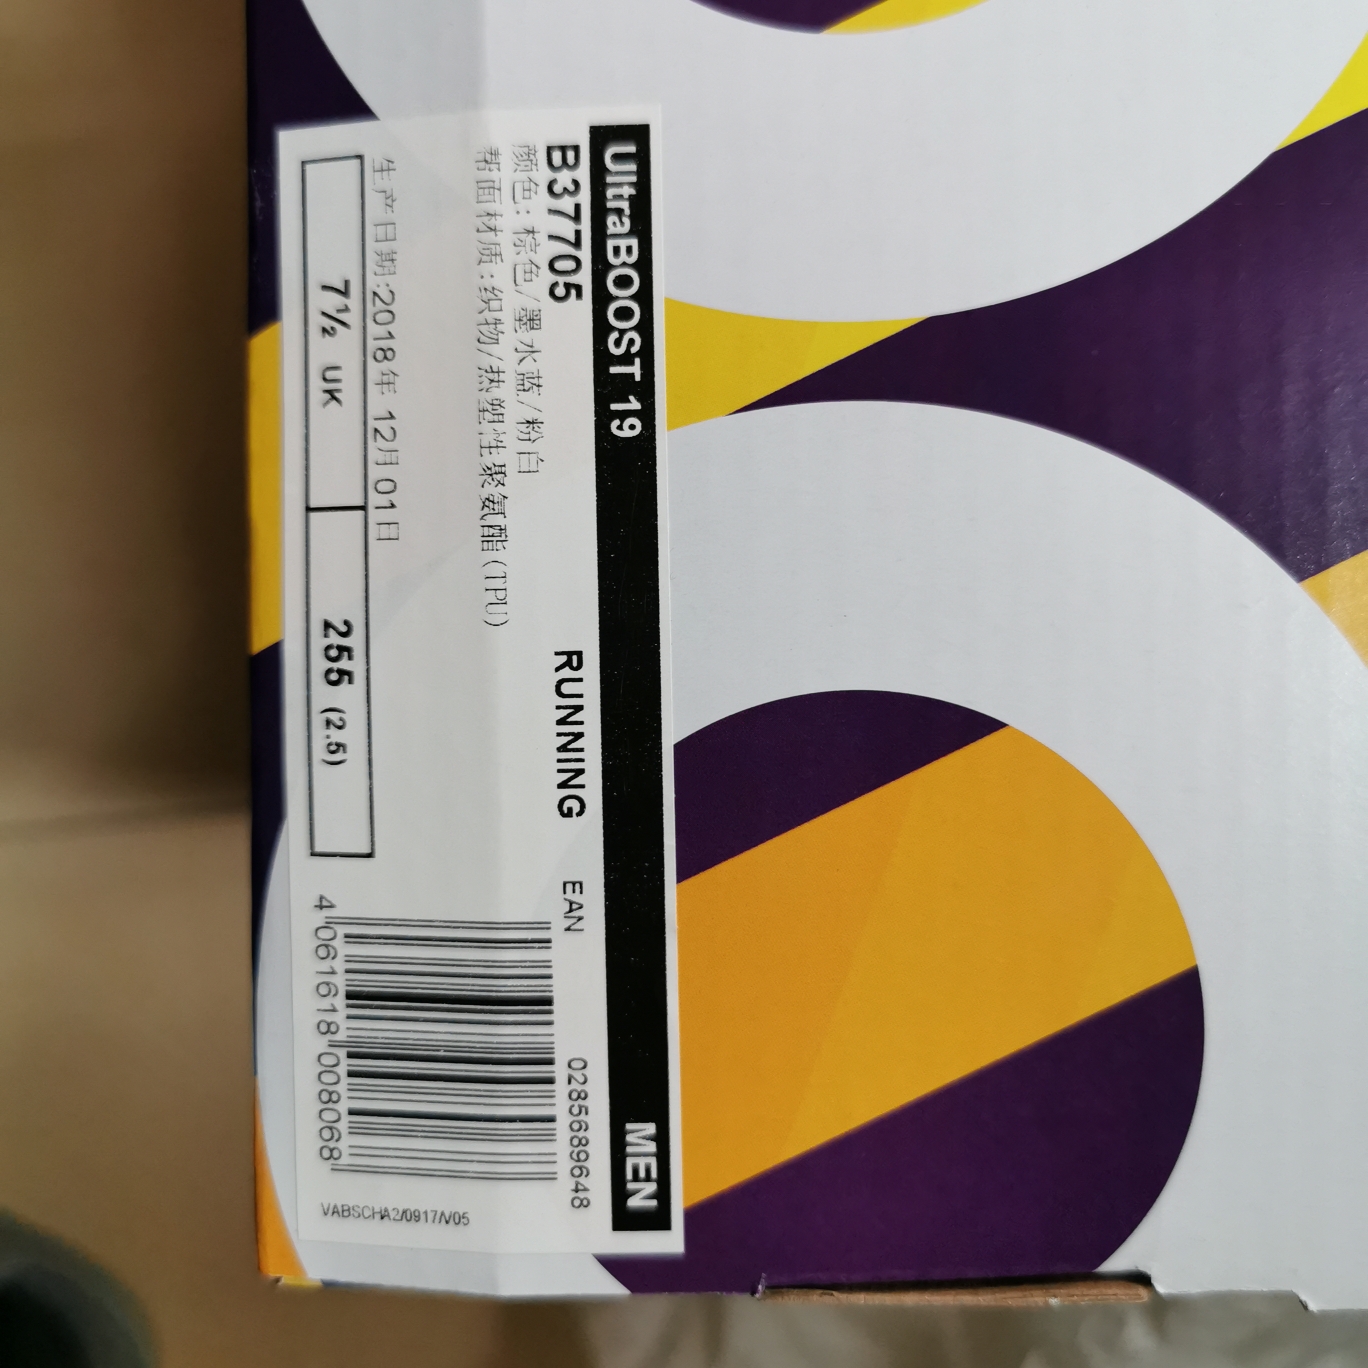 UltraBOOST 19 MEN
B37705 RUNNING EAN 0285689648
颜色: 棕色/墨水蓝/粉白
帮面材质:织物/热塑性聚氨酯(TPU)
生产日期:2018年 12月01日
7½ UK 255 (2.5)
4 061618 008068
VABSCHA2/0917/V05